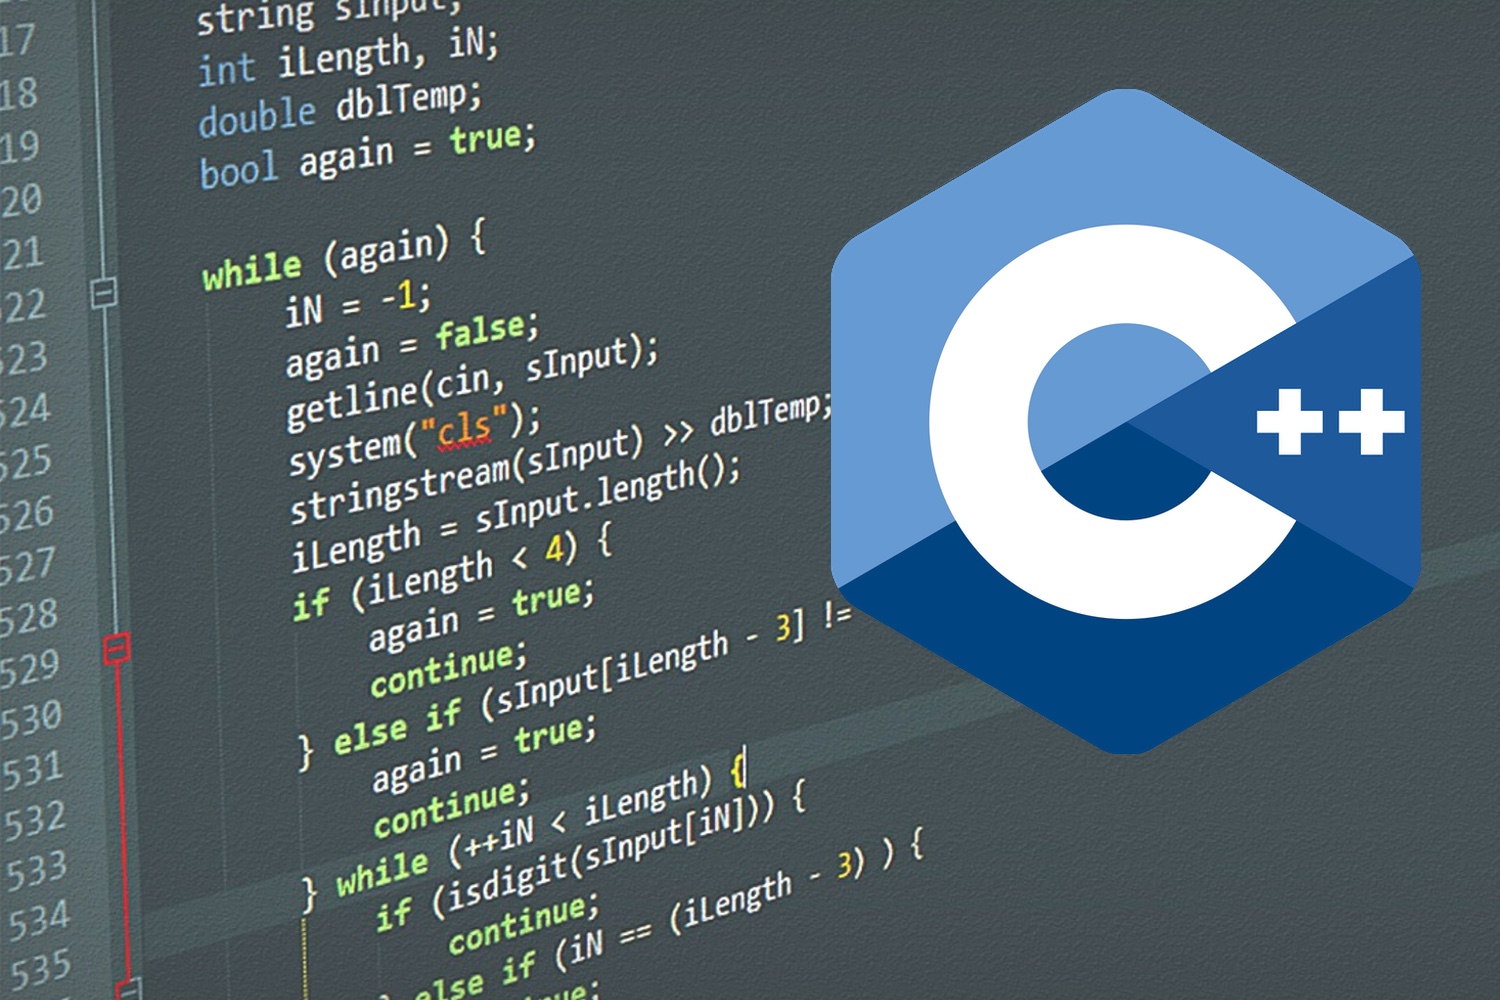 17 string sInput;
18 int iLength, iN;
19 double dblTemp;
20 bool again = true;
21
522 while (again) {
523 iN = -1;
524 again = false;
525 getline(cin, sInput);
526 system("cls");
527 stringstream(sInput) >> dblTemp;
528 iLength = sInput.length();
529 if (iLength < 4) {
530 again = true;
531 continue;
532 } else if (sInput[iLength - 3] !=
533 again = true;
534 continue;
535 } while (++iN < iLength) {
if (isdigit(sInput[iN])) {
continue;
} else if (iN == (iLength - 3) ) {
C++